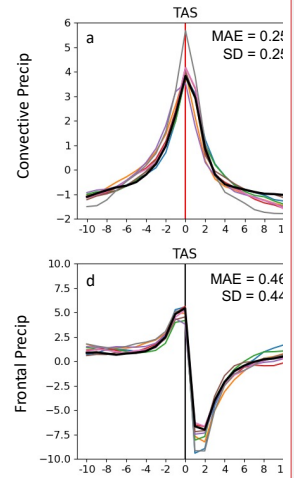 TAS
a
MAE = 0.25
SD = 0.25
Convective Precip
6
5
4
3
2
1
0
−1
−2
-10 -8 -6 -4 -2 0 2 4 6 8
TAS
d
MAE = 0.46
SD = 0.44
Frontal Precip
10.0
7.5
5.0
2.5
0.0
−2.5
−5.0
−7.5
−10.0
-10 -8 -6 -4 -2 0 2 4 6 8